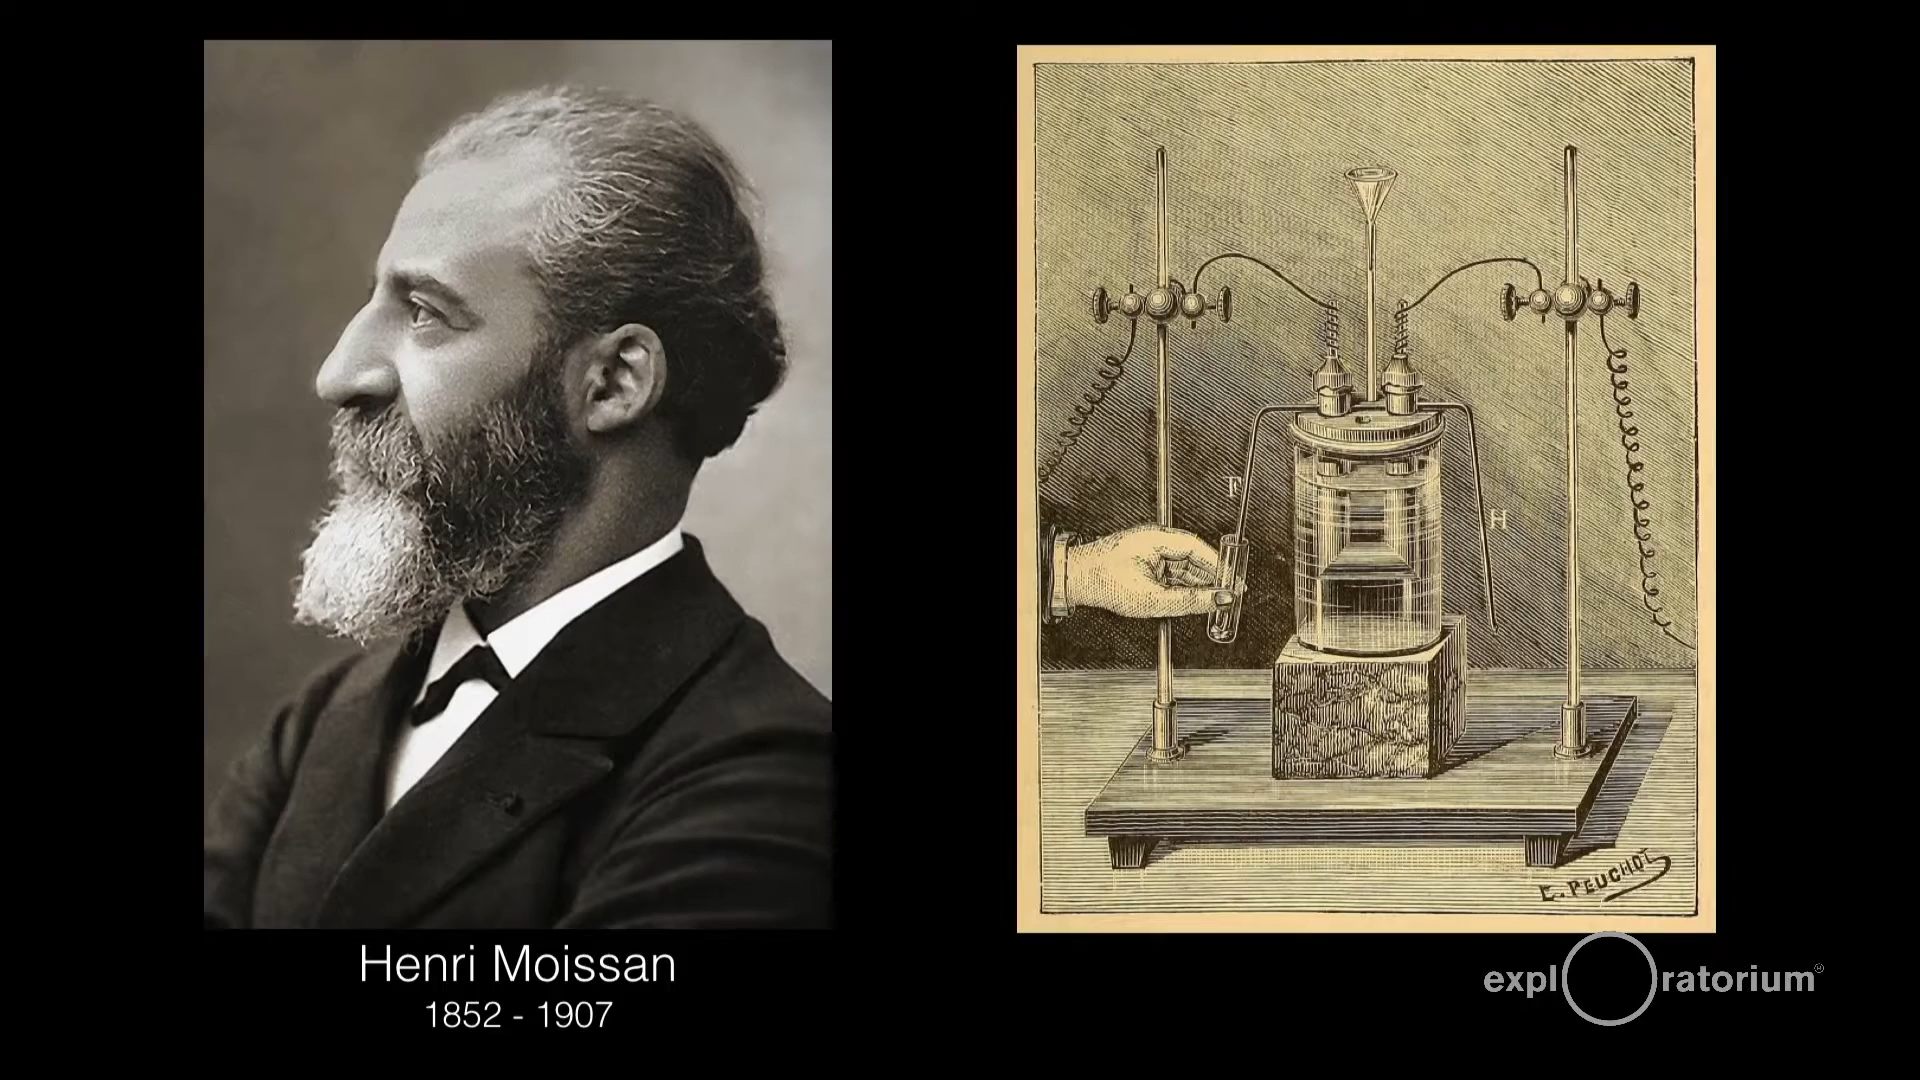 Henri Moissan
1852 - 1907
F
H
E. PEUCHOT
exploratorium®